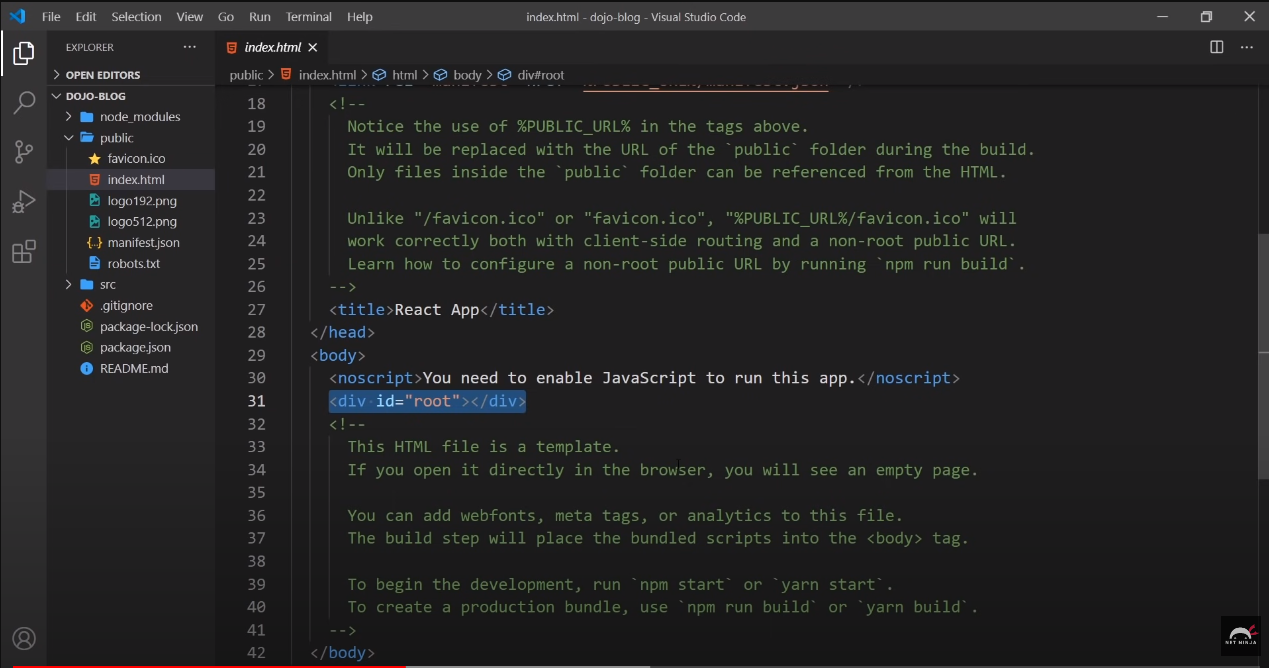 File Edit Selection View Go Run Terminal Help
index.html - dojo-blog - Visual Studio Code
EXPLORER
OPEN EDITORS
DOJO-BLOG
node_modules
public
favicon.ico
index.html
logo192.png
logo512.png
manifest.json
robots.txt
src
.gitignore
package-lock.json
package.json
README.md
index.html
public > index.html > html > body > div#root
18 <!--
19 Notice the use of %PUBLIC_URL% in the tags above.
20 It will be replaced with the URL of the `public` folder during the build.
21 Only files inside the `public` folder can be referenced from the HTML.
22
23 Unlike "/favicon.ico" or "favicon.ico", "%PUBLIC_URL%/favicon.ico" will
24 work correctly both with client-side routing and a non-root public URL.
25 Learn how to configure a non-root public URL by running `npm run build`.
26 -->
27 <title>React App</title>
28 </head>
29 <body>
30 <noscript>You need to enable JavaScript to run this app.</noscript>
31 <div id="root"></div>
32 <!--
33 This HTML file is a template.
34 If you open it directly in the browser, you will see an empty page.
35
36 You can add webfonts, meta tags, or analytics to this file.
37 The build step will place the bundled scripts into the <body> tag.
38
39 To begin the development, run `npm start` or `yarn start`.
40 To create a production bundle, use `npm run build` or `yarn build`.
41 -->
42 </body>
NET NINJA